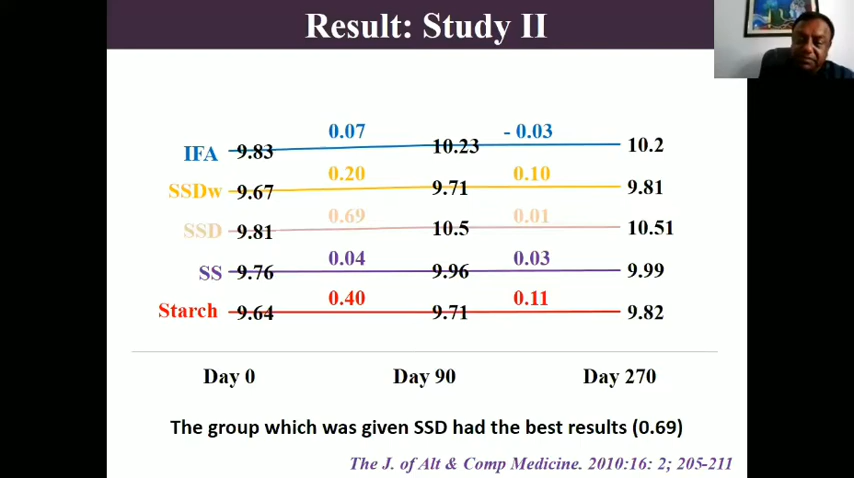 Result: Study II
0.07 - 0.03
IFA 9.83 10.23 10.2
0.20 0.10
SSDw 9.67 9.71 9.81
0.69 0.01
SSD 9.81 10.5 10.51
0.04 0.03
SS 9.76 9.96 9.99
0.40 0.11
Starch 9.64 9.71 9.82
Day 0 Day 90 Day 270
The group which was given SSD had the best results (0.69)
The J. of Alt & Comp Medicine. 2010:16: 2; 205-211